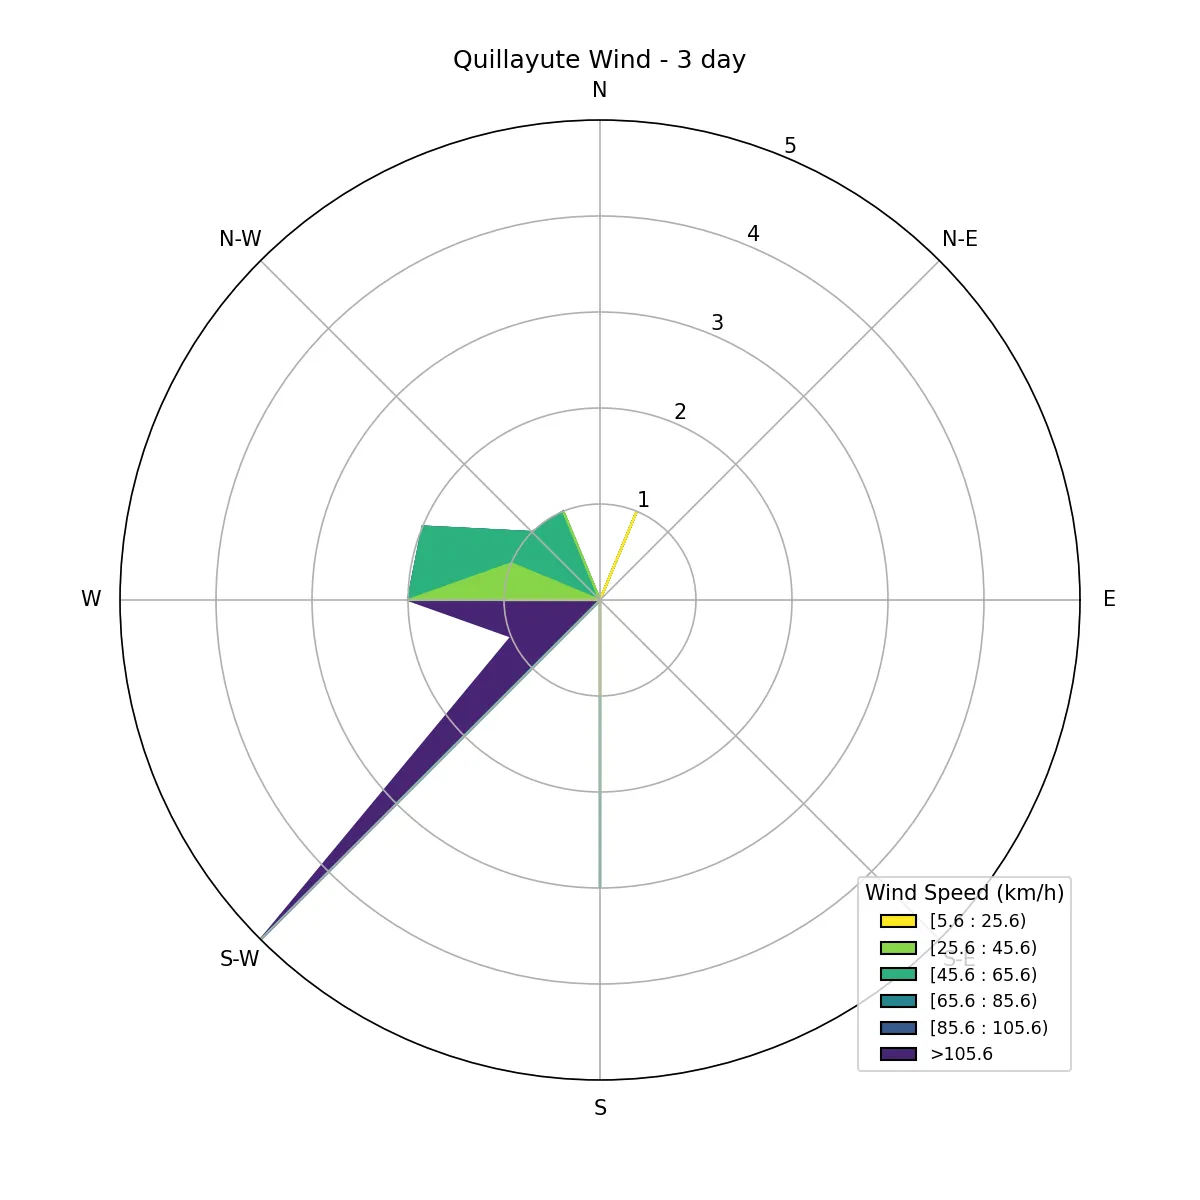 Quillayute Wind - 3 day
N
5
N-W
4
N-E
3
2
1
W
E
Wind Speed (km/h)
[5.6 : 25.6)
[25.6 : 45.6)
S-W
S-E
[45.6 : 65.6)
[65.6 : 85.6)
[85.6 : 105.6)
>105.6
S